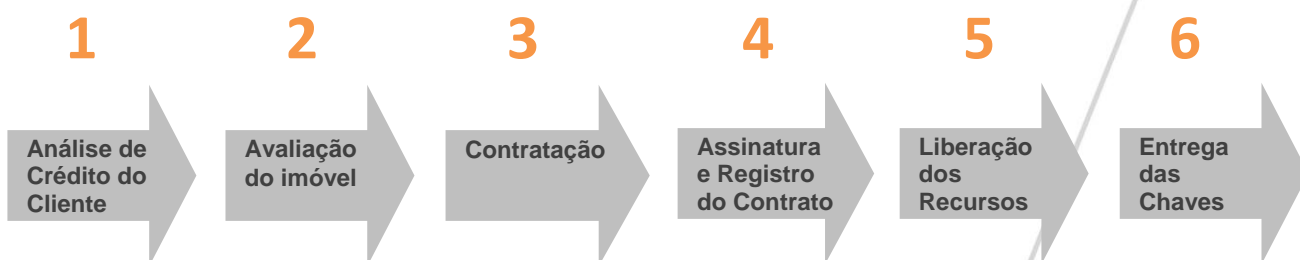 1 2 3 4 5 6
Análise de
Crédito do
Cliente
Avaliação
do imóvel
Contratação
Assinatura
e Registro
do Contrato
Liberação
dos
Recursos
Entrega
das
Chaves